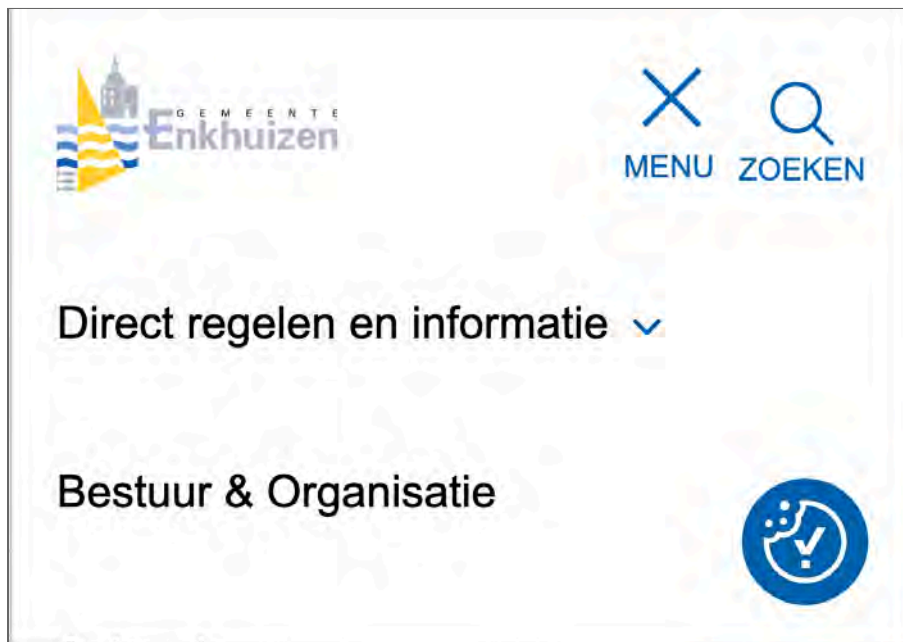 GEMEENTE
Enkhuizen
MENU
ZOEKEN
Direct regelen en informatie
Bestuur & Organisatie